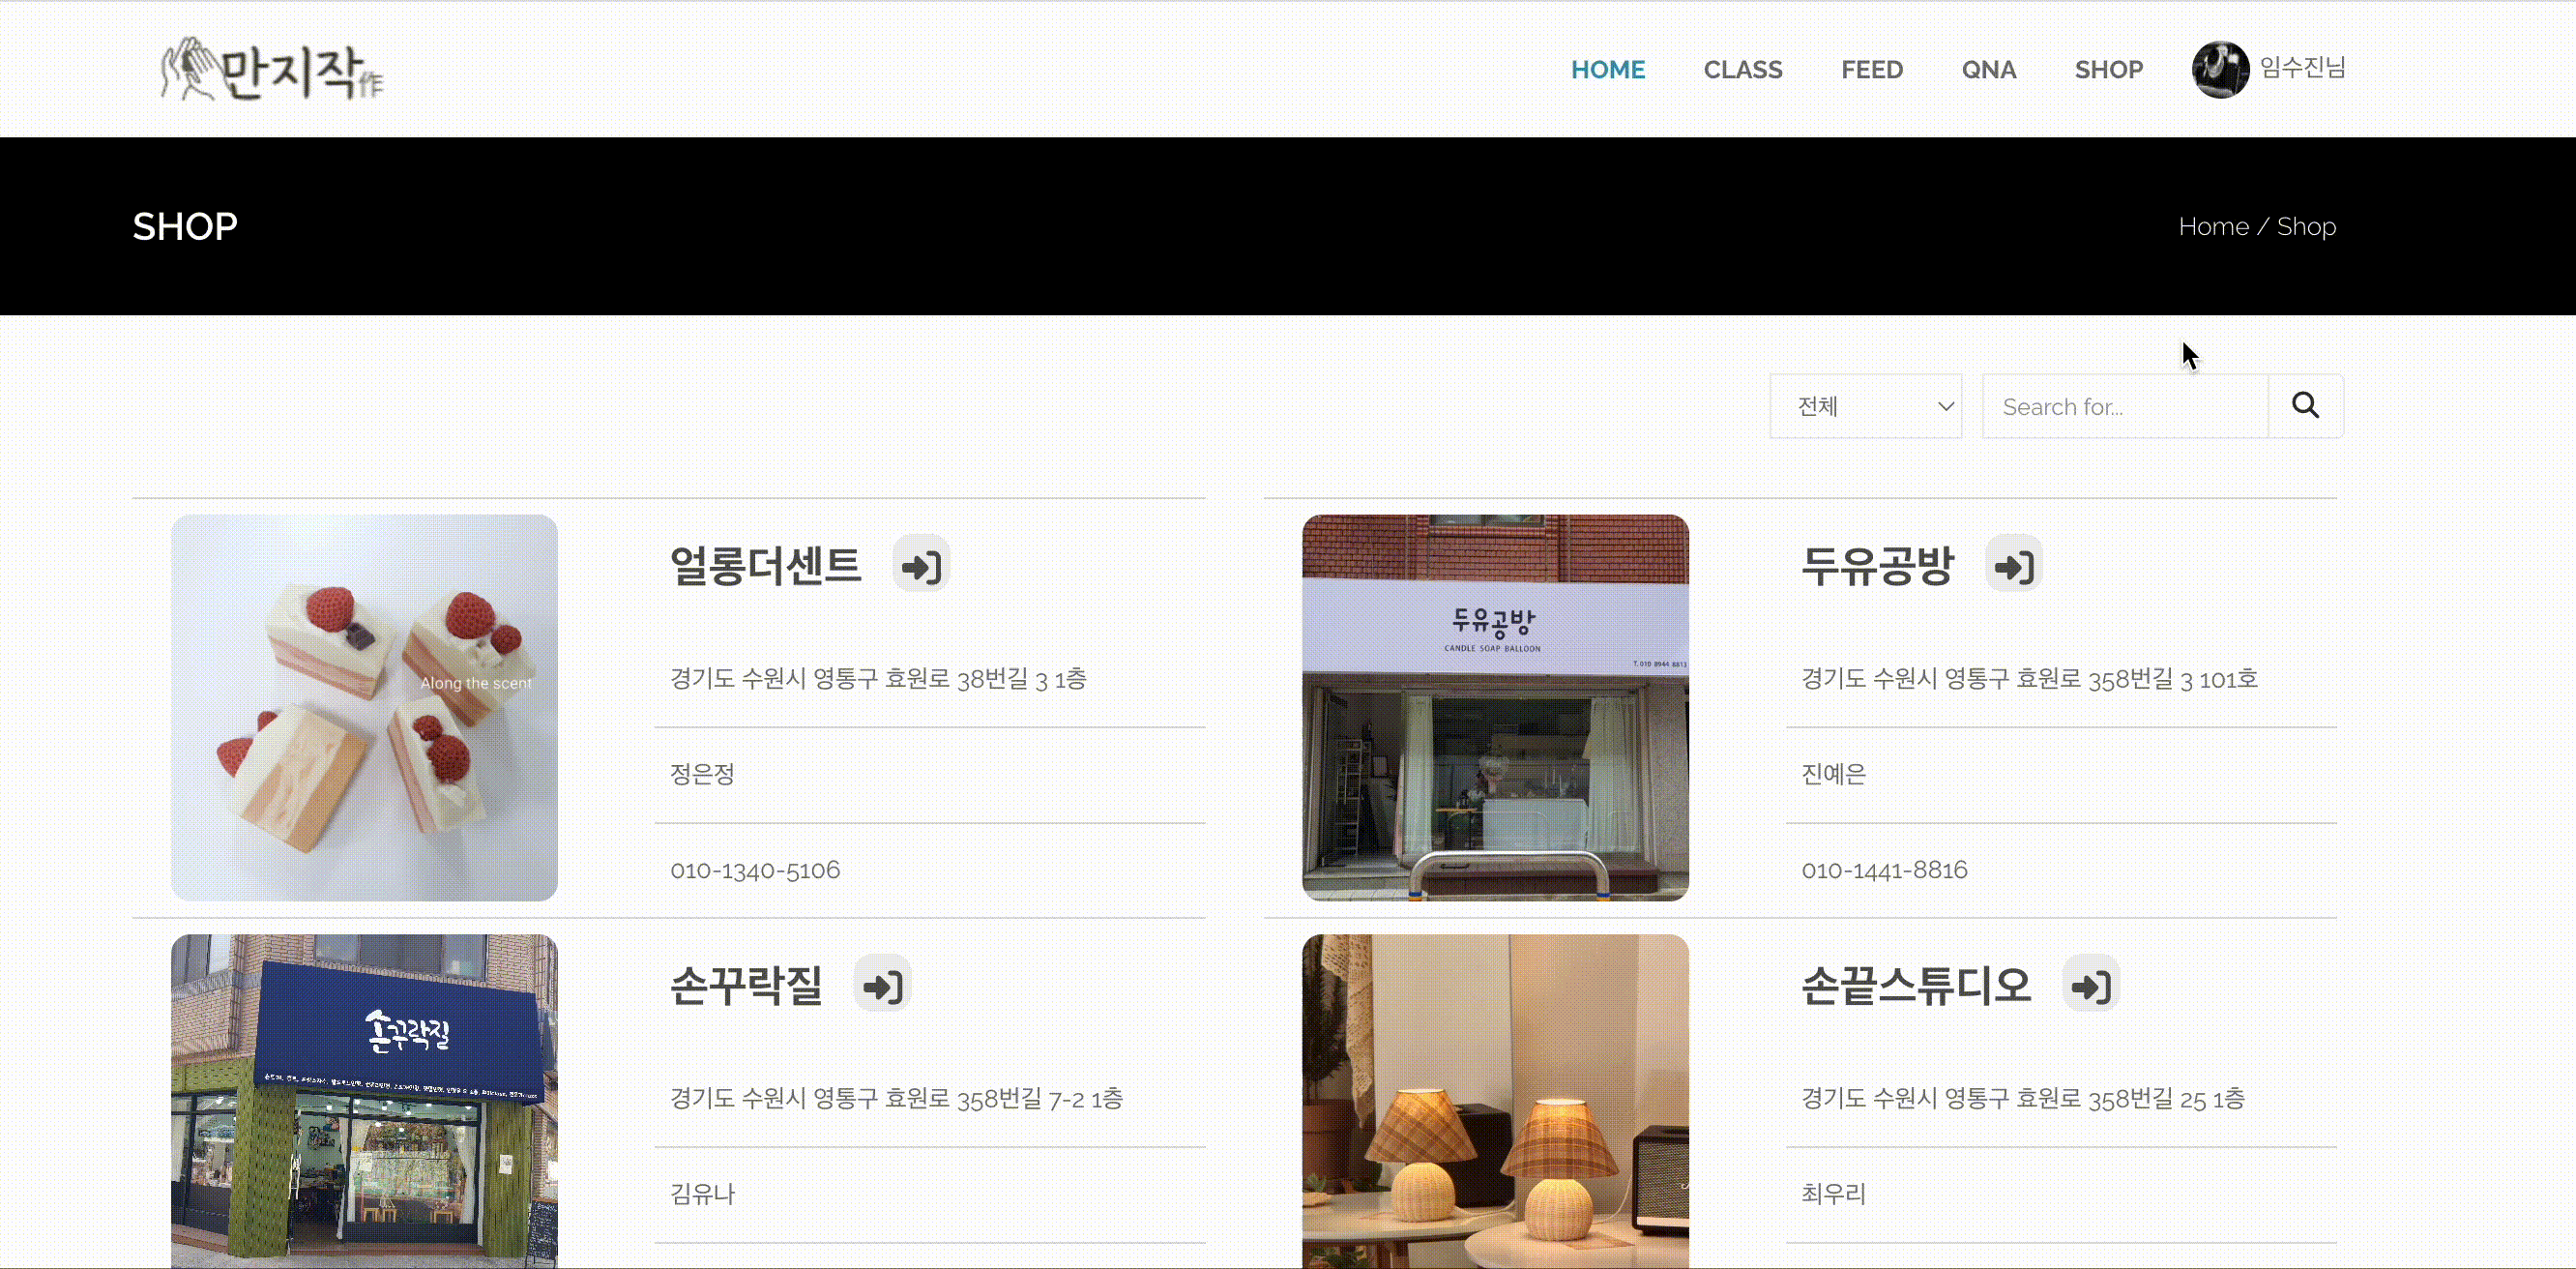 만지작作
HOME CLASS FEED QNA SHOP 임수진님
SHOP
Home / Shop
전체
Search for...
얼롱더센트
Along the scent
경기도 수원시 영통구 효원로 38번길 3 1층
정은정
010-1340-5106
두유공방
두유공방
CANDLE SOAP BALLOON
T. 010 8944 8813
경기도 수원시 영통구 효원로 358번길 3 101호
진예은
010-1441-8816
손꾸락질
손꾸락질
경기도 수원시 영통구 효원로 358번길 7-2 1층
김유나
손끝스튜디오
경기도 수원시 영통구 효원로 358번길 25 1층
최우리